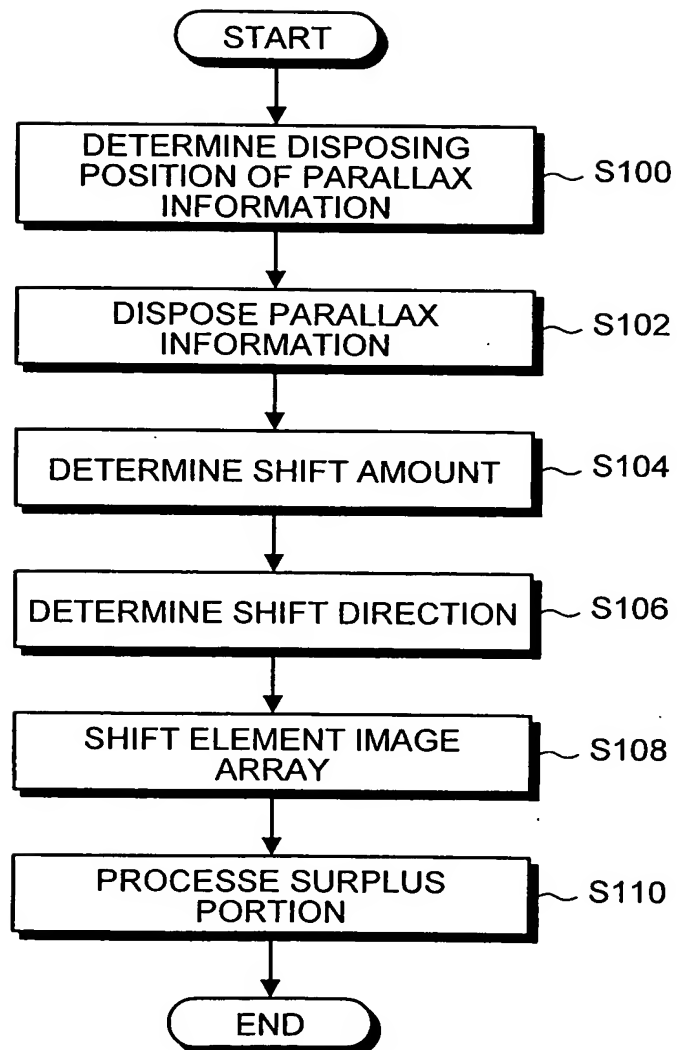 START
DETERMINE DISPOSING
POSITION OF PARALLAX
INFORMATION
S100
DISPOSE PARALLAX
INFORMATION
S102
DETERMINE SHIFT AMOUNT
S104
DETERMINE SHIFT DIRECTION
S106
SHIFT ELEMENT IMAGE
ARRAY
S108
PROCESSE SURPLUS
PORTION
S110
END